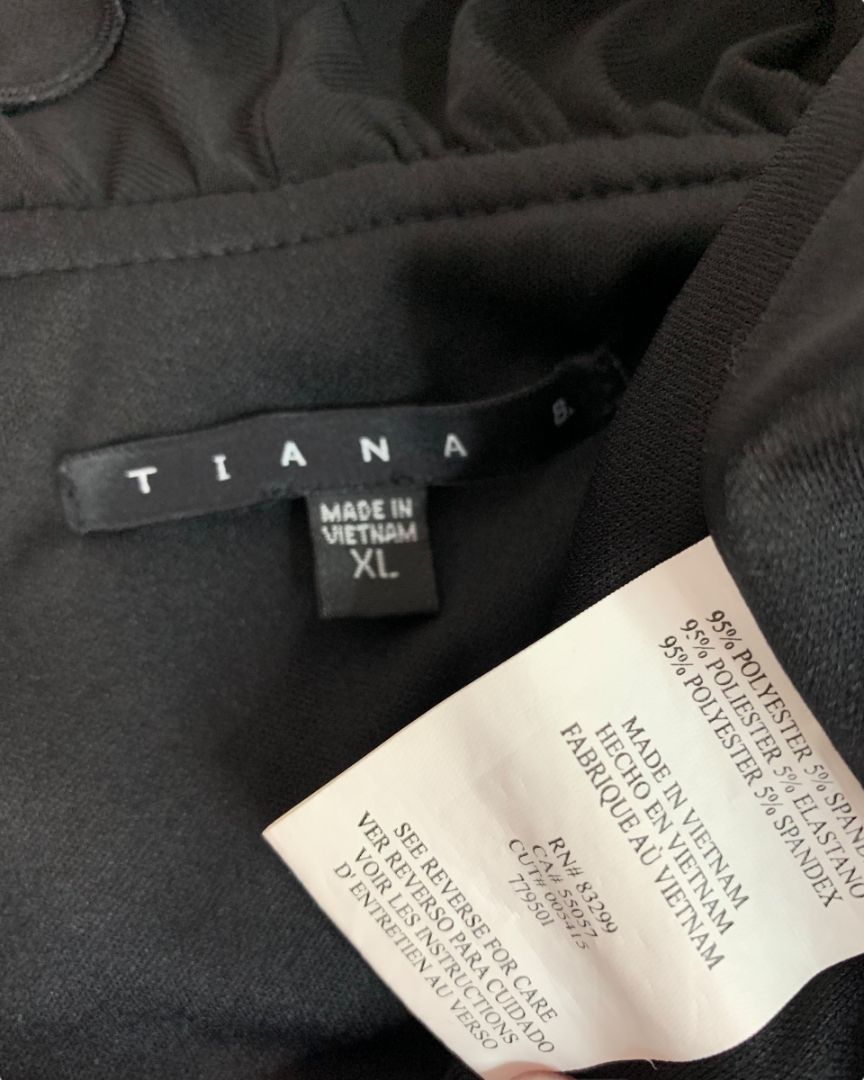 TIANA B.
MADE IN
VIETNAM
XL
95% POLYESTER 5% SPANDEX
95% POLIESTER 5% ELASTANO
95% POLYESTER 5% SPANDEX
MADE IN VIETNAM
HECHO EN VIETNAM
FABRIQUE AÙ VIETNAM
RN# 83299
CA# 55057
CUT# 005415
779501
SEE REVERSE FOR CARE
VER REVERSO PARA CUIDADO
VOIR LES INSTRUCTIONS
D'ENTRETIEN AU VERSO